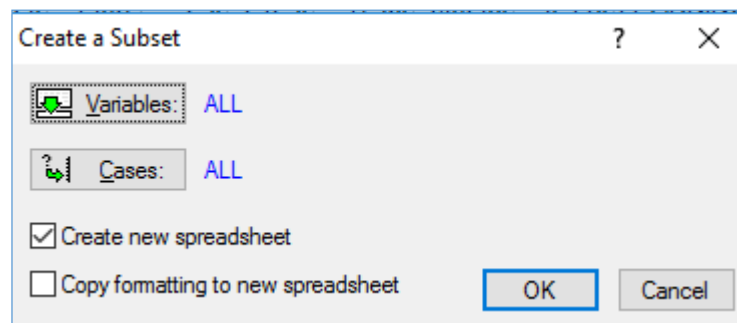 Create a Subset ? X
Variables: ALL
Cases: ALL
Create new spreadsheet
Copy formatting to new spreadsheet OK Cancel